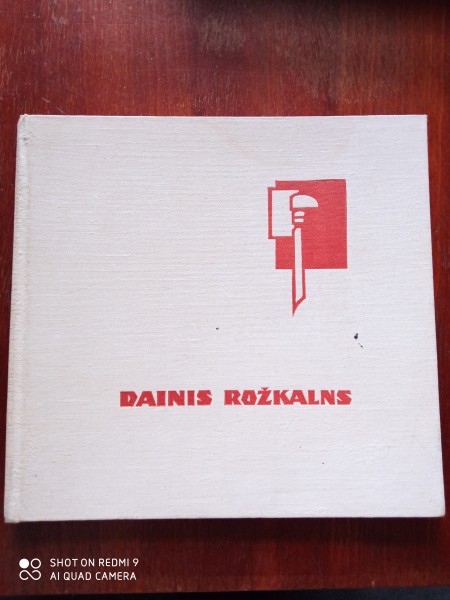 DAINIS ROŽKALNS
SHOT ON REDMI 9
AI QUAD CAMERA